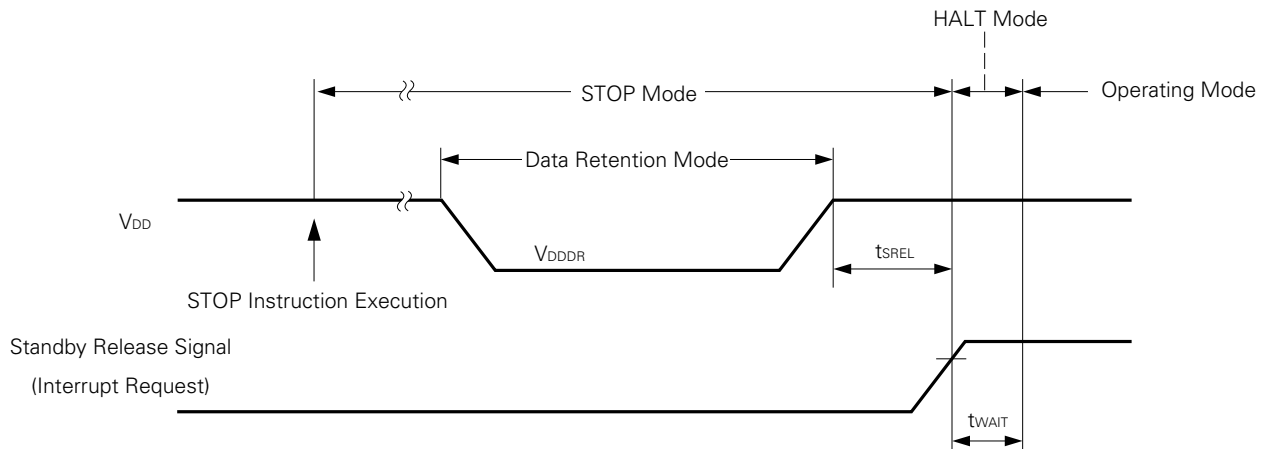 HALT Mode
STOP Mode
Operating Mode
Data Retention Mode
VDD
VDDDR
tSREL
STOP Instruction Execution
Standby Release Signal
(Interrupt Request)
tWAIT